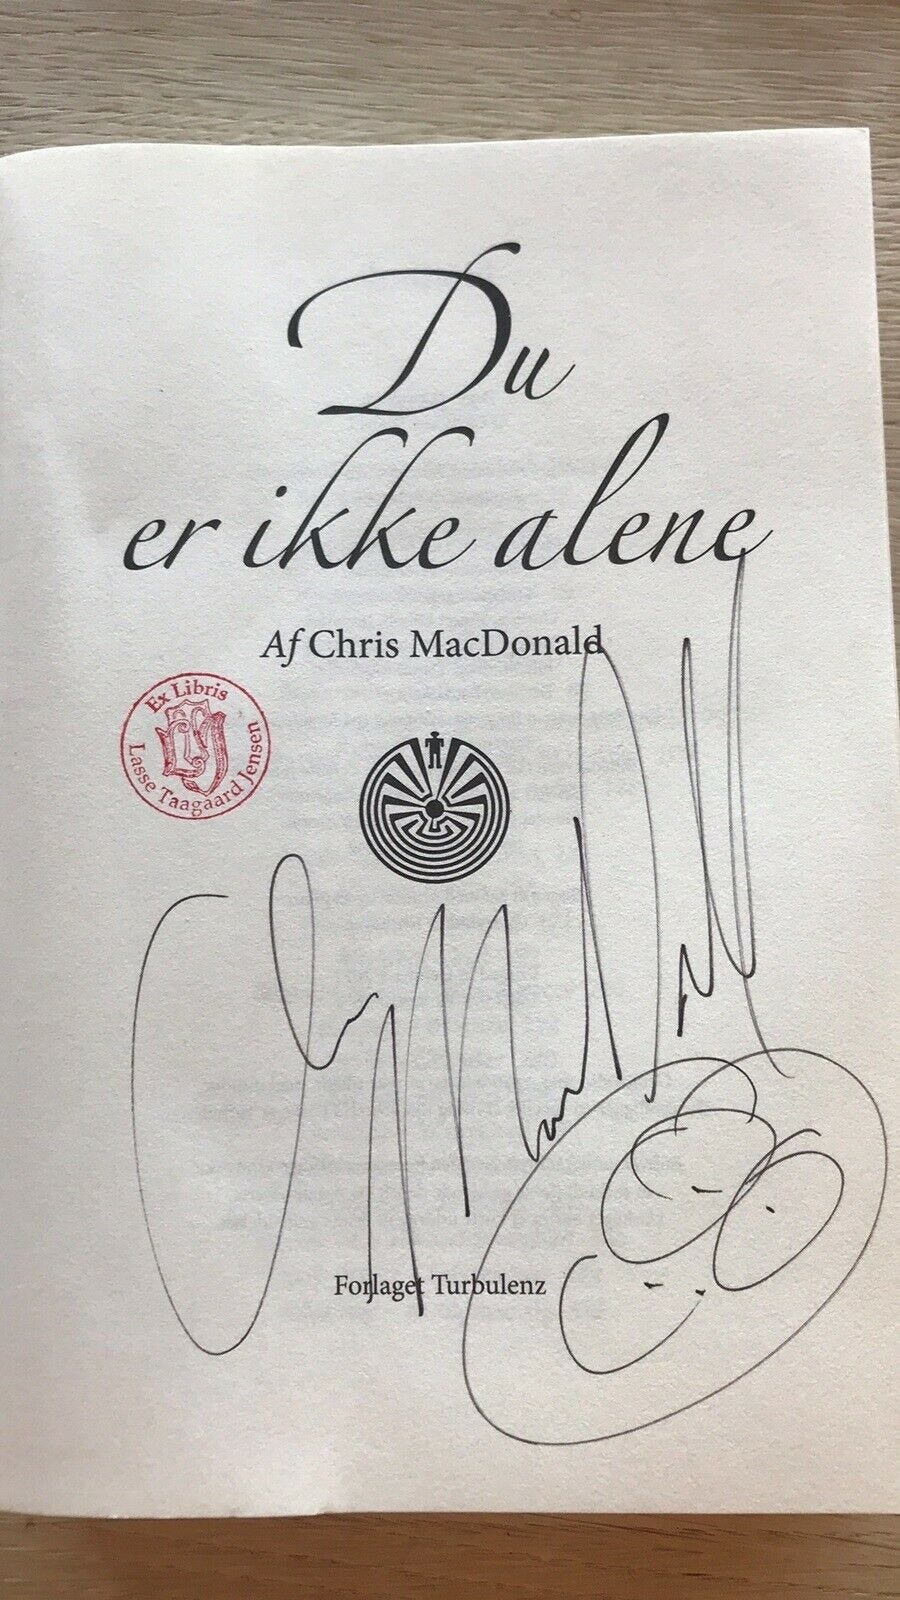 Du
er ikke alene
Af Chris MacDonald
Ex Libris
Lasse Taagaard Jensen
Forlaget Turbulenz